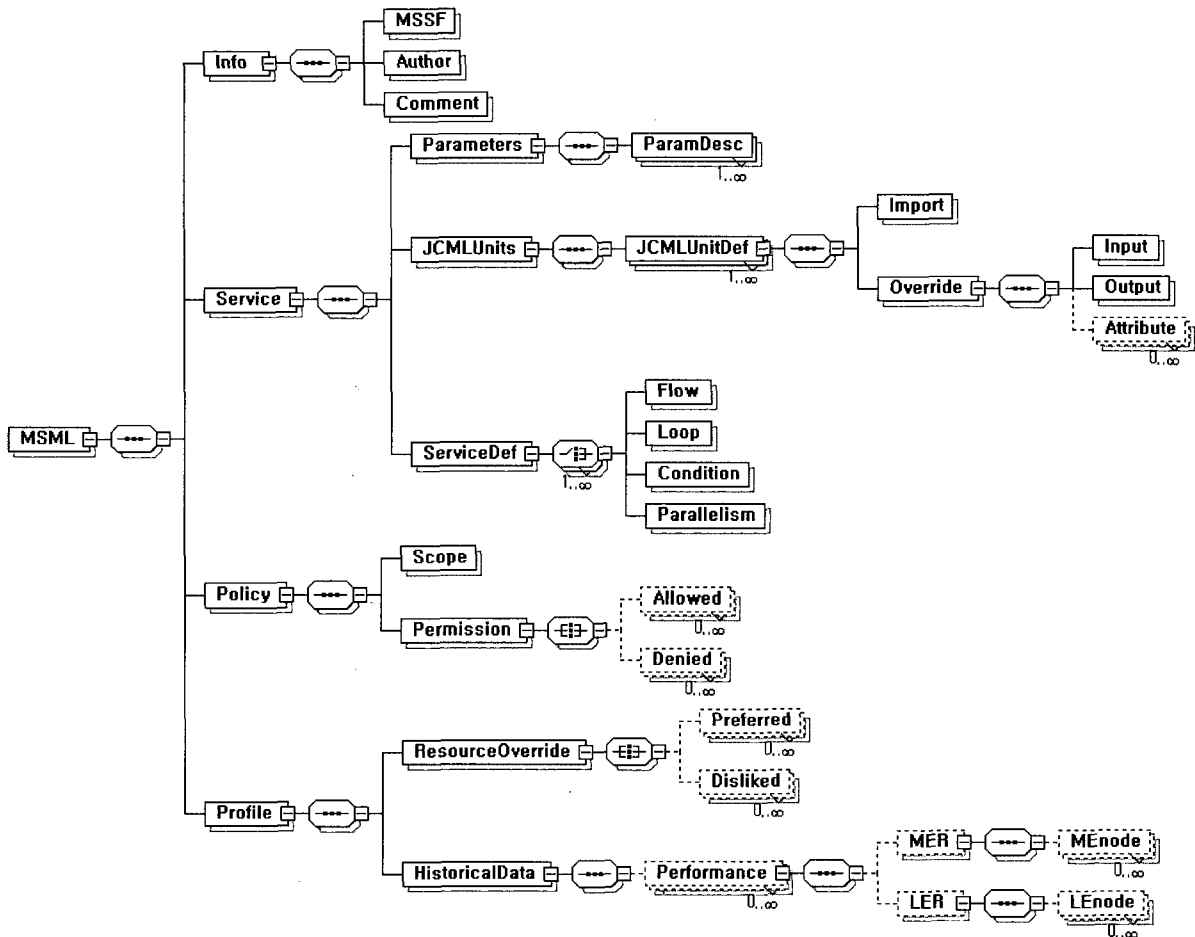 MSSF
Info
Author
Comment
Parameters
ParamDesc
1..∞
Import
JCMLUnits
JCMLUnitDef
1..∞
Input
Service
Override
Output
Attribute
0..∞
Flow
Loop
MSML
ServiceDef
1..∞
Condition
Parallelism
Scope
Policy
Allowed
0..∞
Permission
Denied
0..∞
Preferred
0..∞
ResourceOverride
Disliked
0..∞
Profile
MER
MEnode
0..∞
HistoricalData
Performance
0..∞
LER
LEnode
0..∞